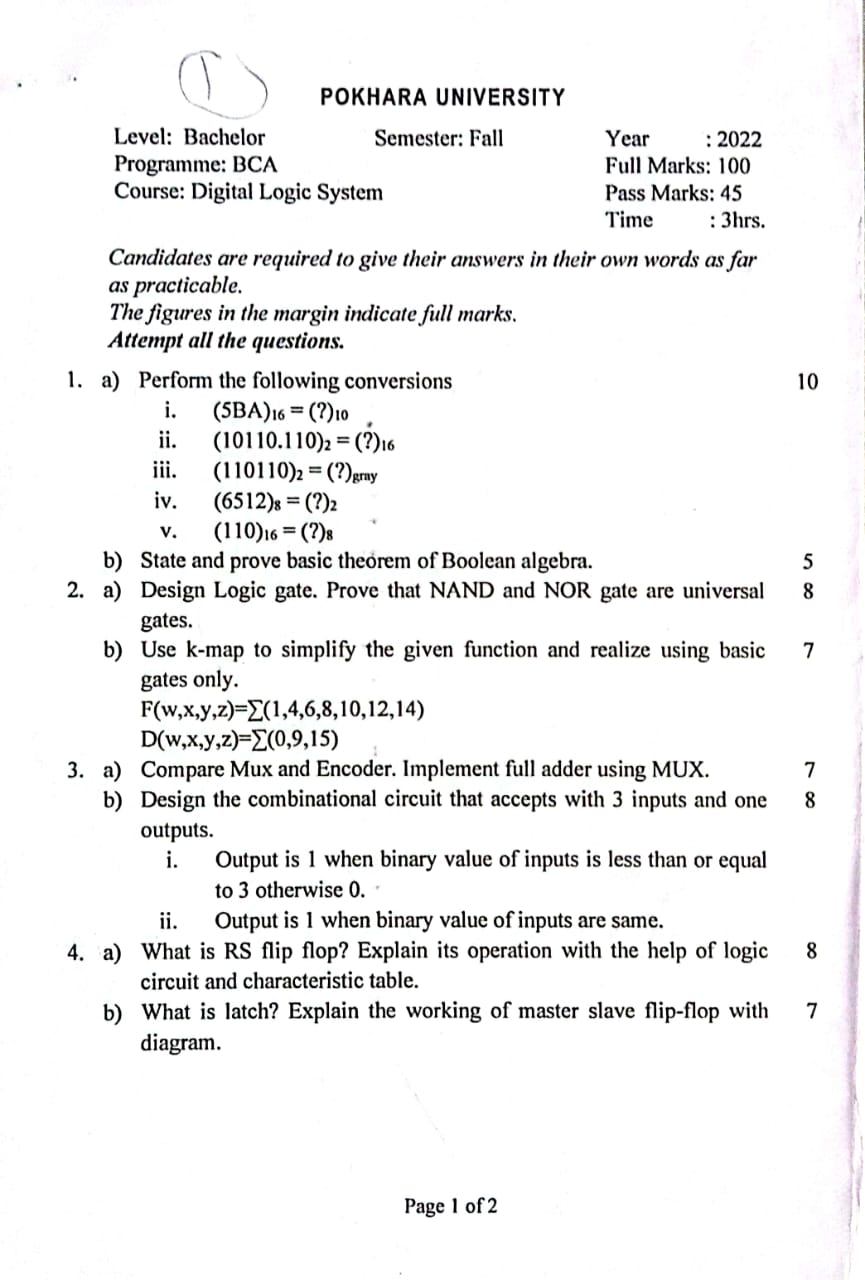 POKHARA UNIVERSITY
Level: Bachelor Semester: Fall Year : 2022
Programme: BCA Full Marks: 100
Course: Digital Logic System Pass Marks: 45
Time : 3hrs.
Candidates are required to give their answers in their own words as far
as practicable.
The figures in the margin indicate full marks.
Attempt all the questions.
1. a) Perform the following conversions 10
i. (5BA)₁₆ = (?)₁₀
ii. (10110.110)₂ = (?)₁₆
iii. (110110)₂ = (?)gray
iv. (6512)₈ = (?)₂
v. (110)₁₆ = (?)₈
b) State and prove basic theorem of Boolean algebra. 5
2. a) Design Logic gate. Prove that NAND and NOR gate are universal 8
gates.
b) Use k-map to simplify the given function and realize using basic 7
gates only.
F(w,x,y,z)=∑(1,4,6,8,10,12,14)
D(w,x,y,z)=∑(0,9,15)
3. a) Compare Mux and Encoder. Implement full adder using MUX. 7
b) Design the combinational circuit that accepts with 3 inputs and one 8
outputs.
i. Output is 1 when binary value of inputs is less than or equal
to 3 otherwise 0.
ii. Output is 1 when binary value of inputs are same.
4. a) What is RS flip flop? Explain its operation with the help of logic 8
circuit and characteristic table.
b) What is latch? Explain the working of master slave flip-flop with 7
diagram.
Page 1 of 2